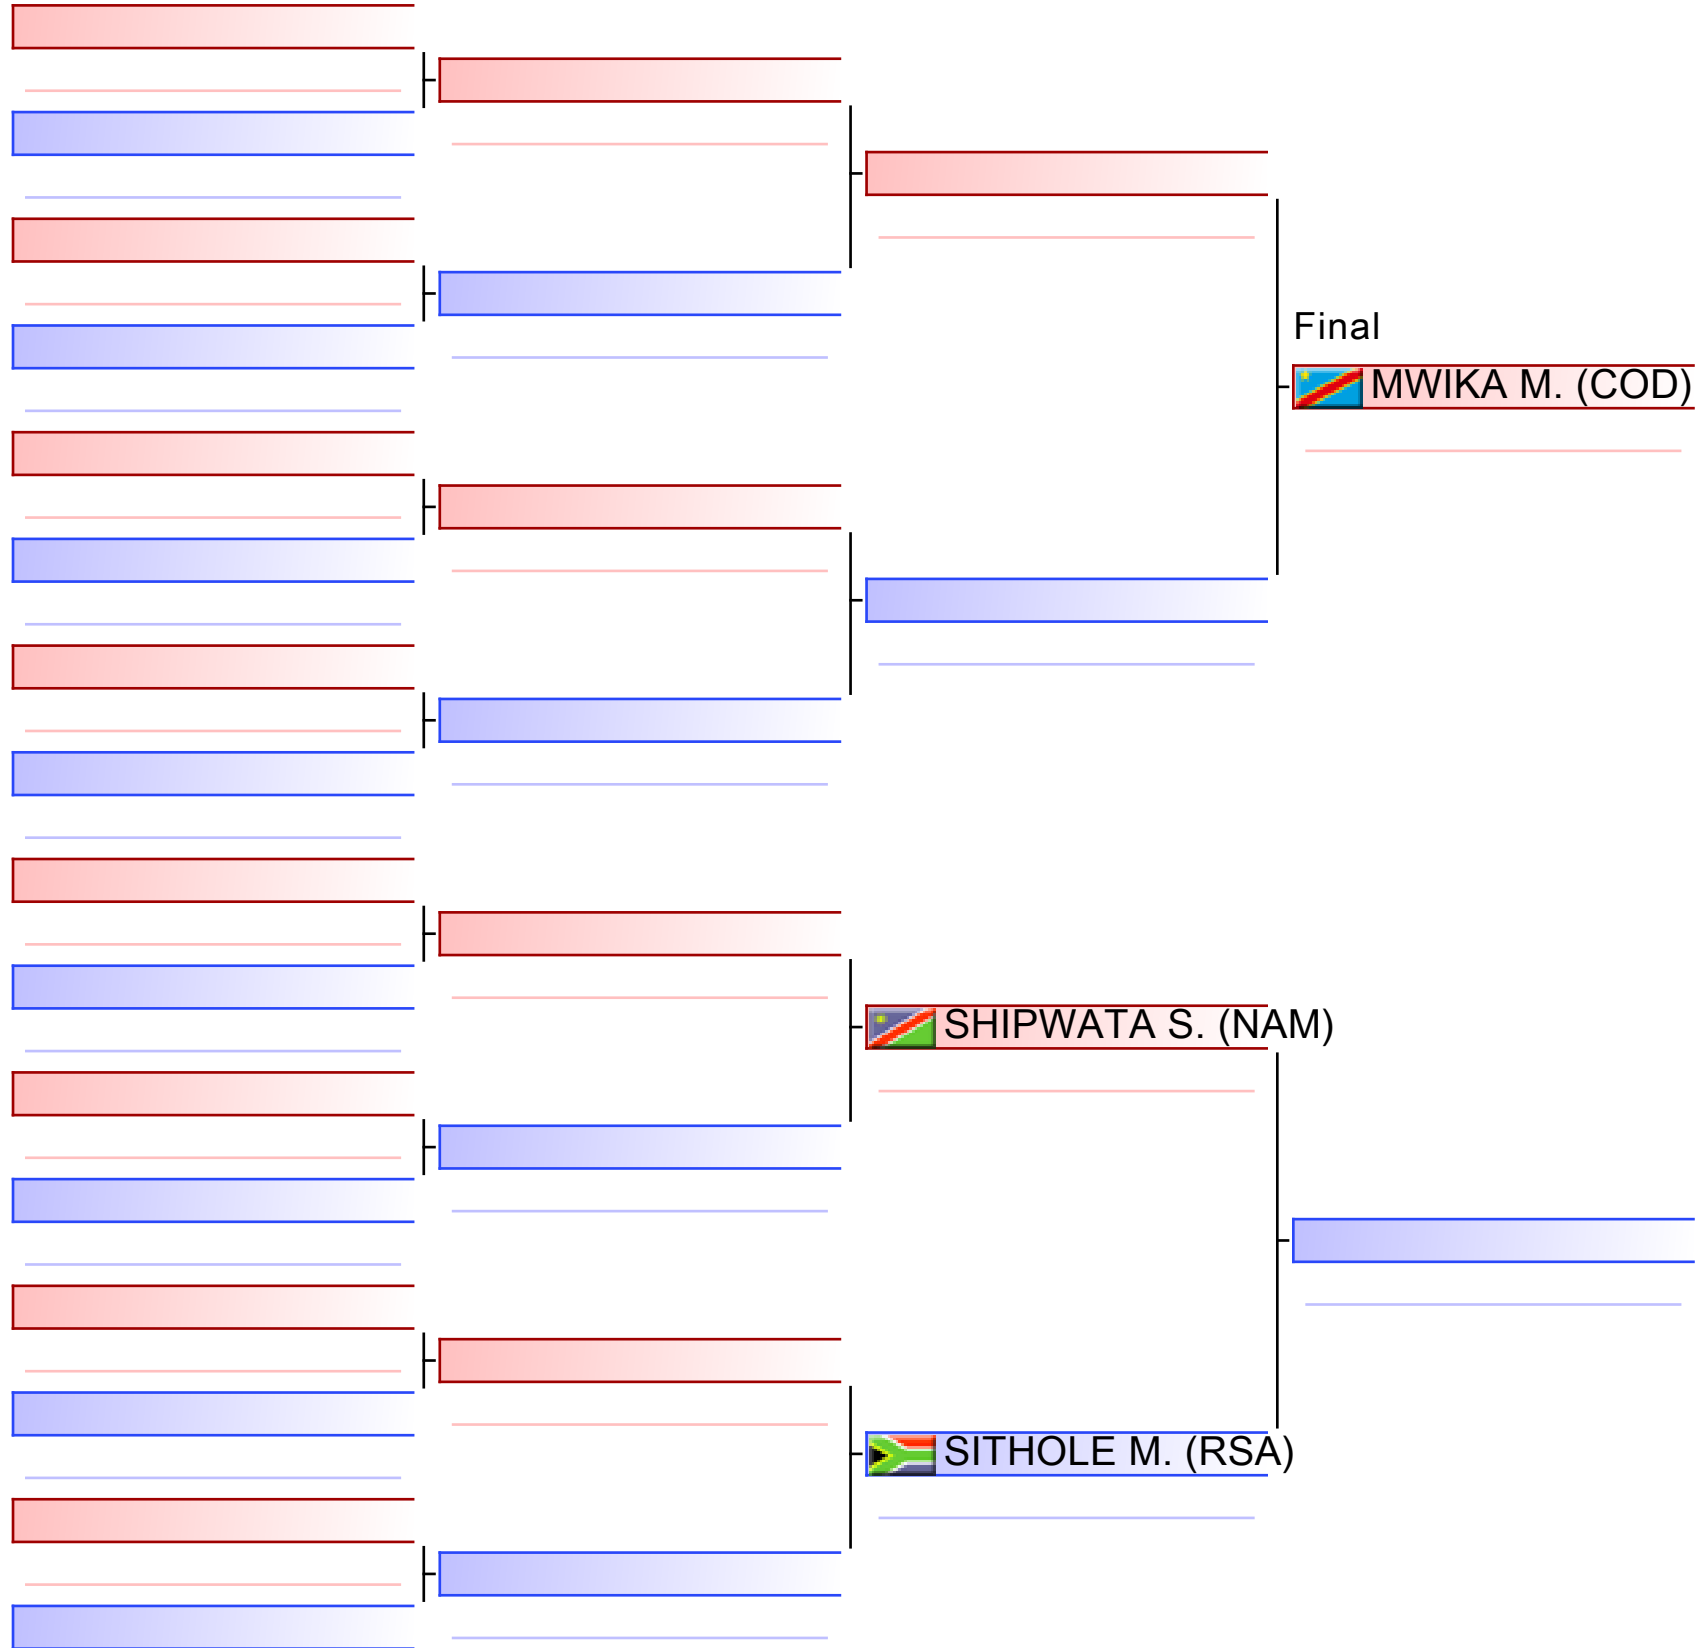 Final
MWIKA M. (COD)
SHIPWATA S. (NAM)
SITHOLE M. (RSA)